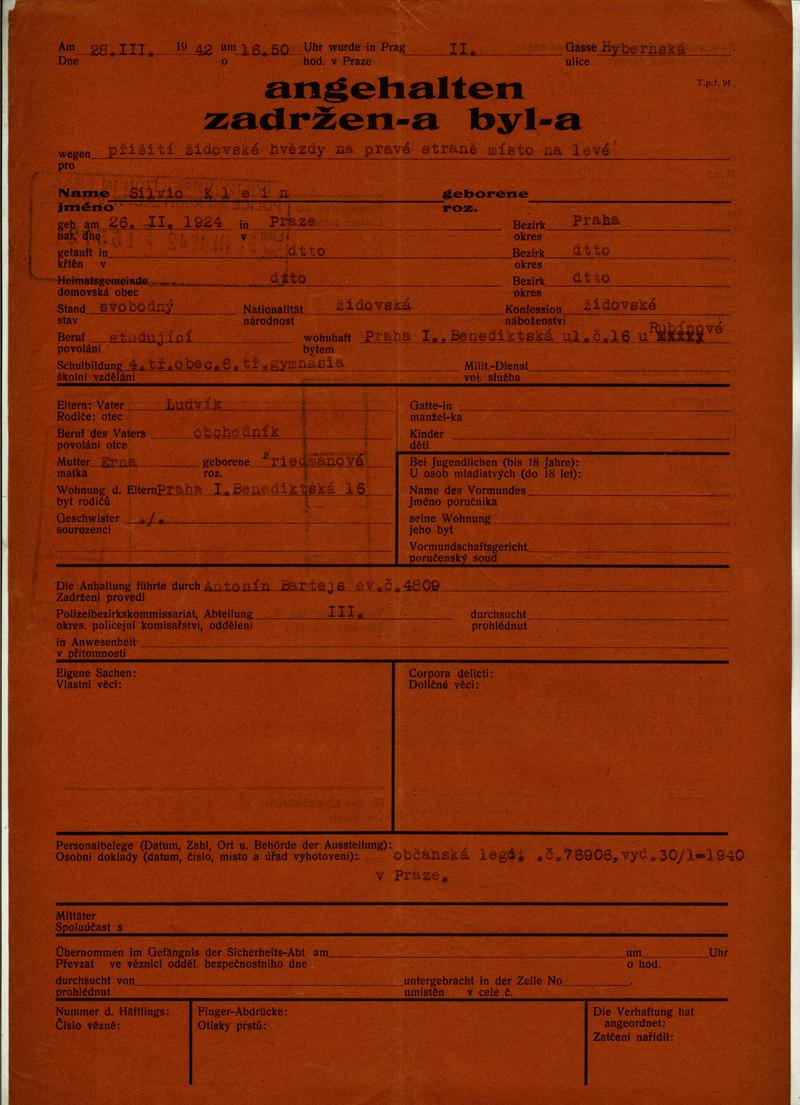 Am 26.III. 1942 um 16.50 Uhr wurde in Prag II. Gasse Hybernská
Dne o hod. v Praze ulice
T.p.ř. 91
angehalten
zadržen-a byl-a
wegen přišití židovské hvězdy na pravé straně místo na levé
pro
Name Silvio Klein geborene
jméno roz.
geb. am 26. II. 1924 in Praze Bezirk Praha
nar. dne v okres
getauft in dtto Bezirk dtto
křtěn v okres
Heimatsgemeinde dtto Bezirk dtto
domovská obec okres
Stand svobodný Nationalität židovská Konfession židovské
stav národnost náboženství
Beruf studující wohnhaft Praha I., Benediktská ul.č.16 u Rubínové
povolání bytem
Schulbildung 4.tř.obec.6.tř.gymnasia Milit.-Dienst
školní vzdělání voj. služba
Eltern: Vater Ludvík Gatte-in
Rodiče: otec manžel-ka
Beruf des Vaters obchodník Kinder
povolání otce děti
Mutter Erna geborene Friedmanové Bei Jugendlichen (bis 18 Jahre):
matka roz. U osob mladistvých (do 18 let):
Wohnung d. Eltern Praha I.Benediktská 16 Name des Vormundes
byt rodičů Jméno poručníka
Geschwister ./. seine Wohnung
sourozenci jeho byt
Vormundschaftsgericht
poručenský soud
Die Anhaltung führte durch Antonín Bartejs ev.č.4809
Zadržení provedl
Polizeibezirkskommissariat, Abteilung III. durchsucht
okres. policejní komisařství, oddělení prohlédnut
in Anwesenheit
v přítomnosti
Eigene Sachen: Corpora delicti:
Vlastní věci: Doličné věci:
Personalbelege (Datum, Zahl, Ort u. Behörde der Ausstellung):
Osobní doklady (datum, číslo, místo a úřad vyhotovení): občanská legit .č.76906,vyd.30/1-1940
v Praze.
Mittäter
Spoluúčast s
Übernommen im Gefängnis der Sicherheits-Abt am um Uhr
Převzat ve věznici odděl. bezpečnostního dne o hod.
durchsucht von untergebracht in der Zelle No .
prohlédnut umístěn v cele č.
Nummer d. Häftlings: Finger-Abdrücke: Die Verhaftung hat
Číslo vězně: Otisky prstů: angeordnet:
Zatčení nařídil: